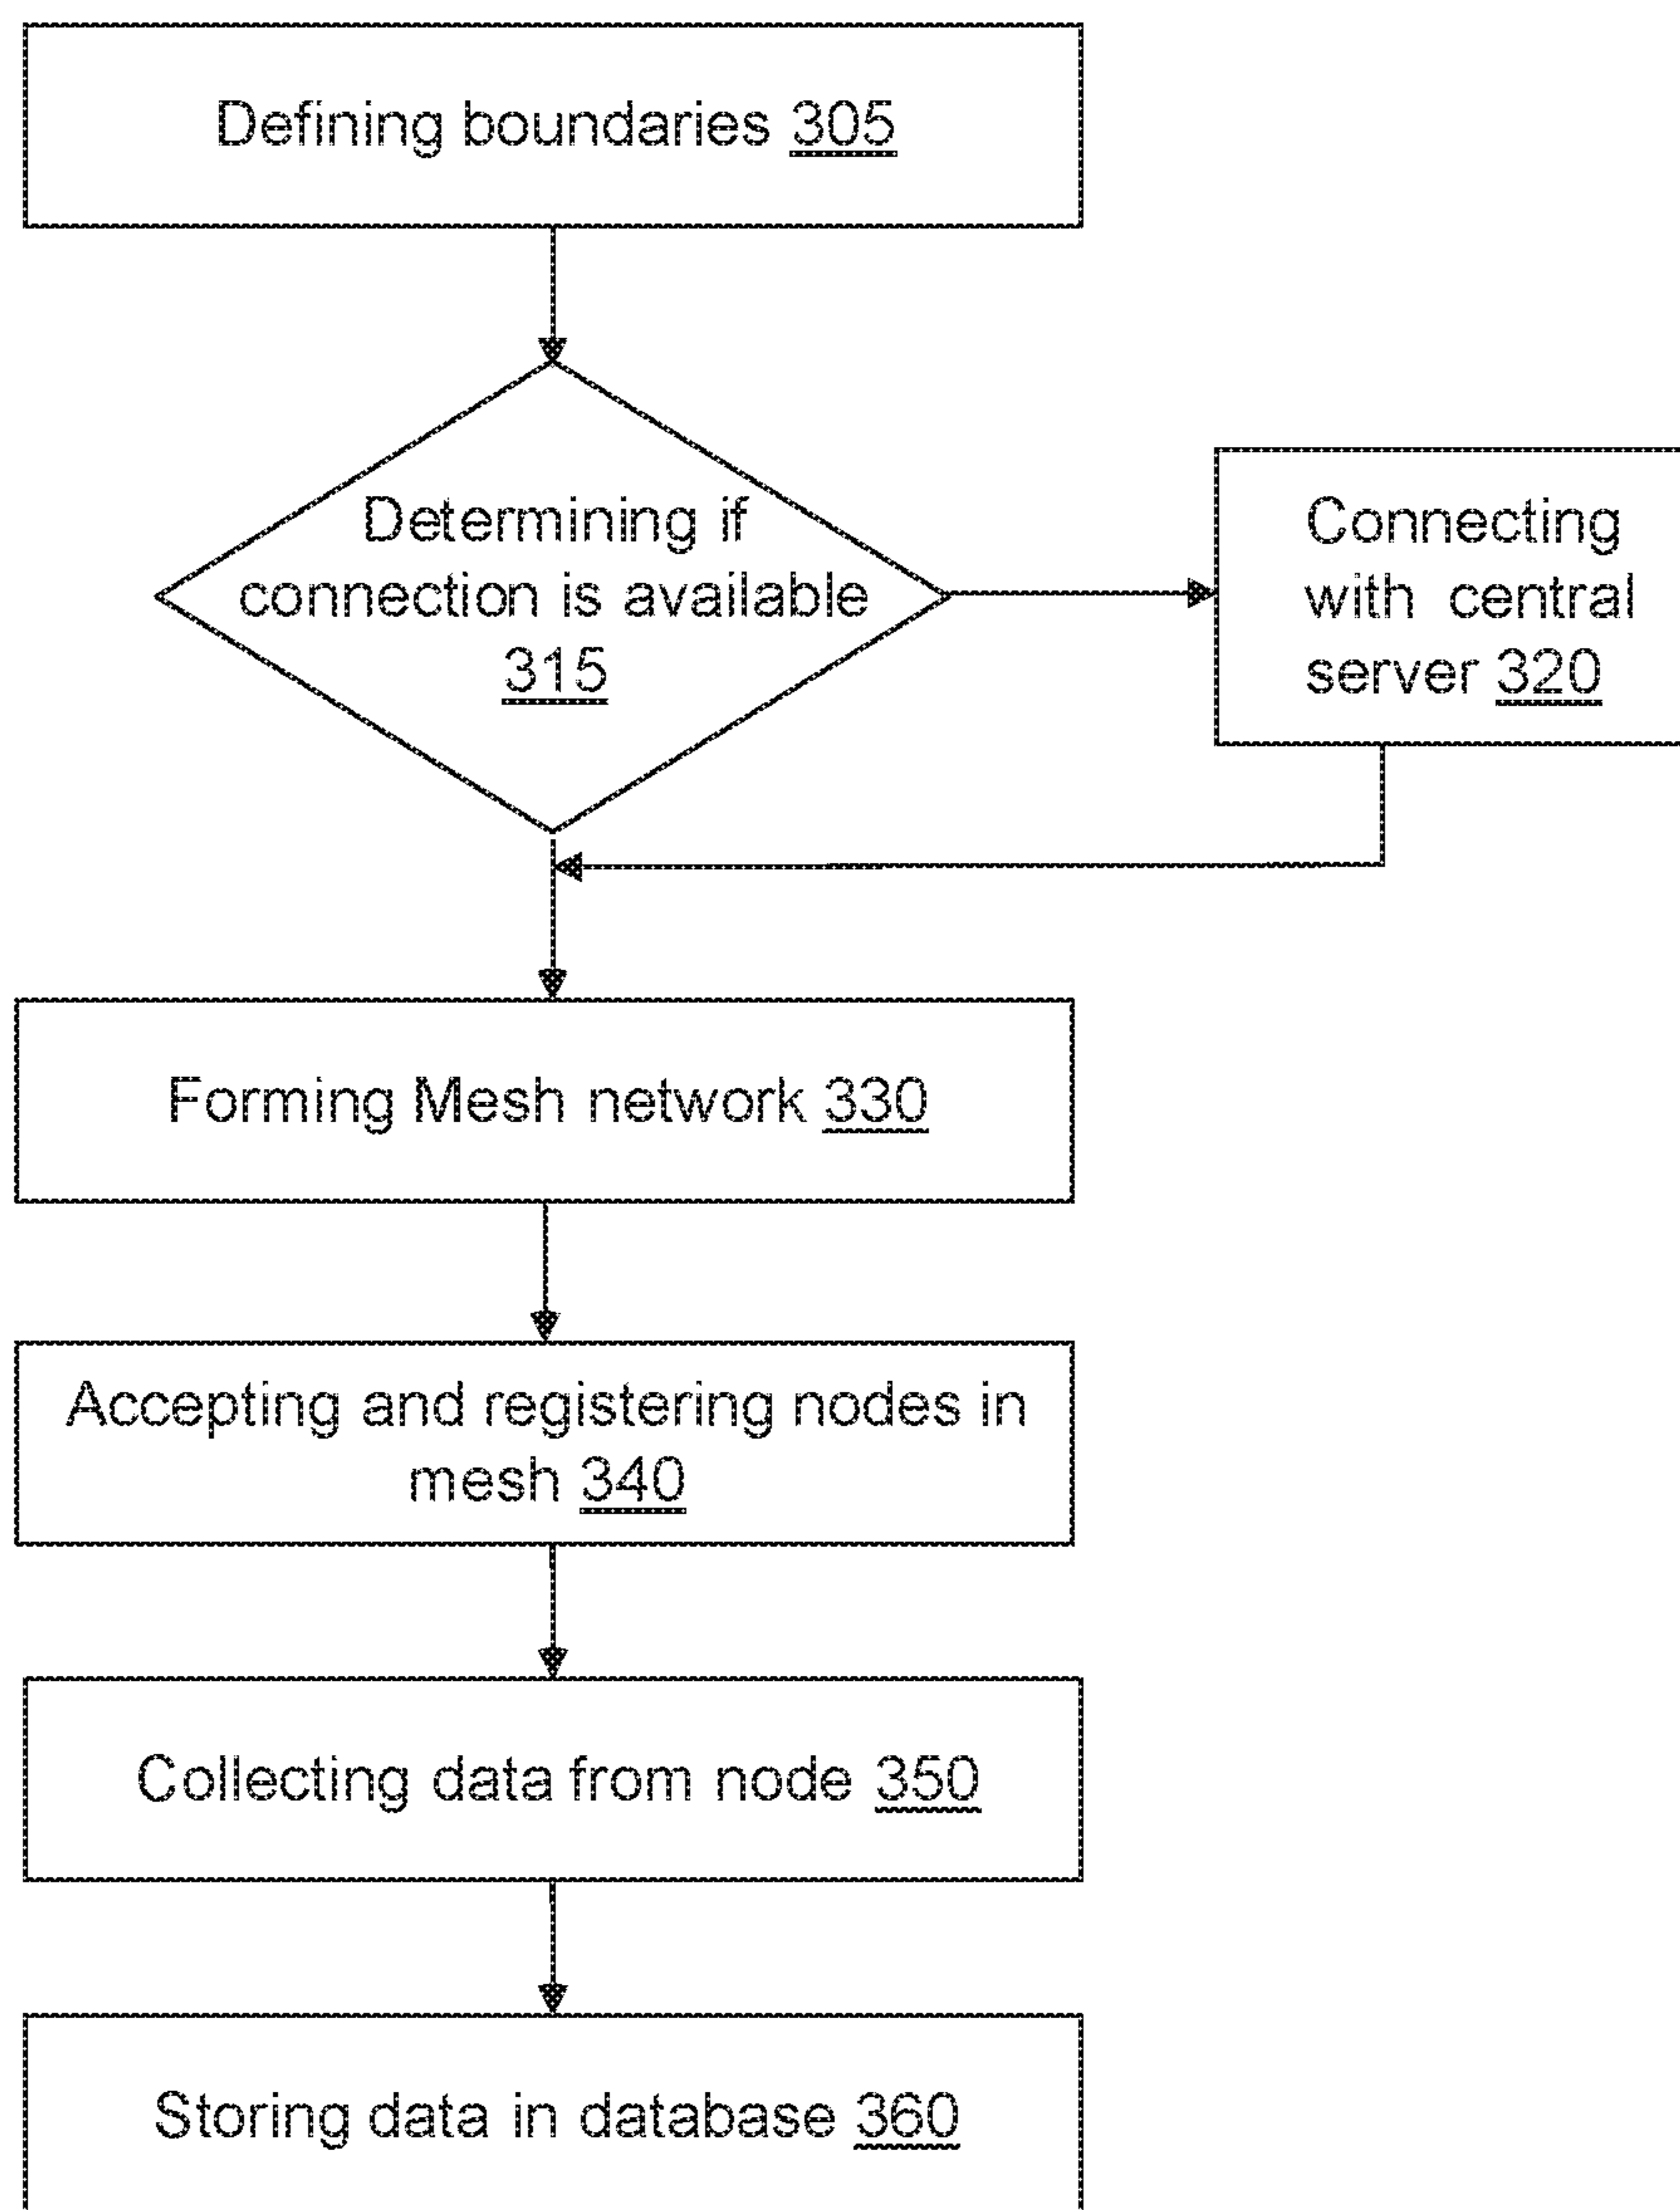 Defining boundaries 305
Determining if
connection is available
315
Connecting
with central
server 320
Forming Mesh network 330
Accepting and registering nodes in
mesh 340
Collecting data from node 350
Storing data in database 360